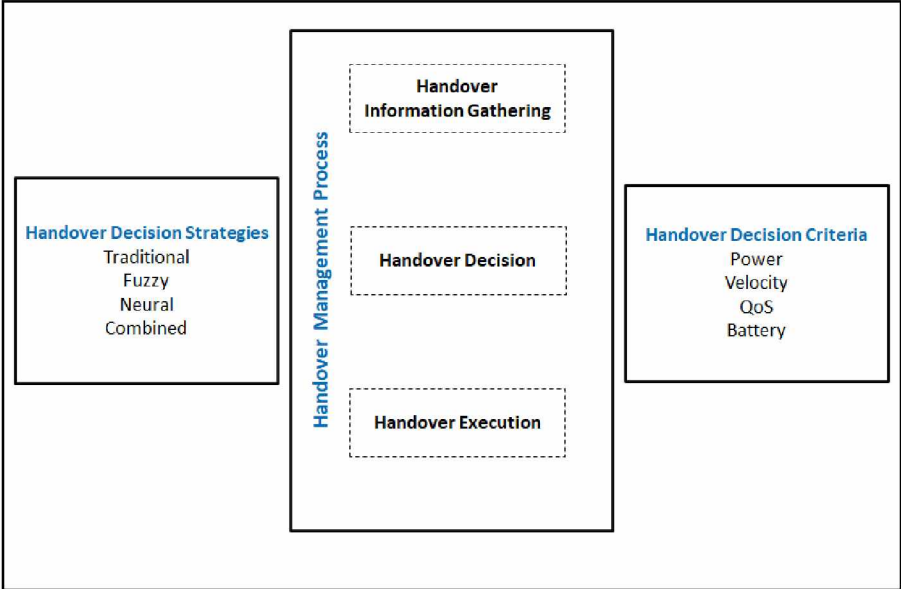 Handover Decision Strategies
Traditional
Fuzzy
Neural
Combined
Handover Management Process
Handover
Information Gathering
Handover Decision
Handover Execution
Handover Decision Criteria
Power
Velocity
QoS
Battery